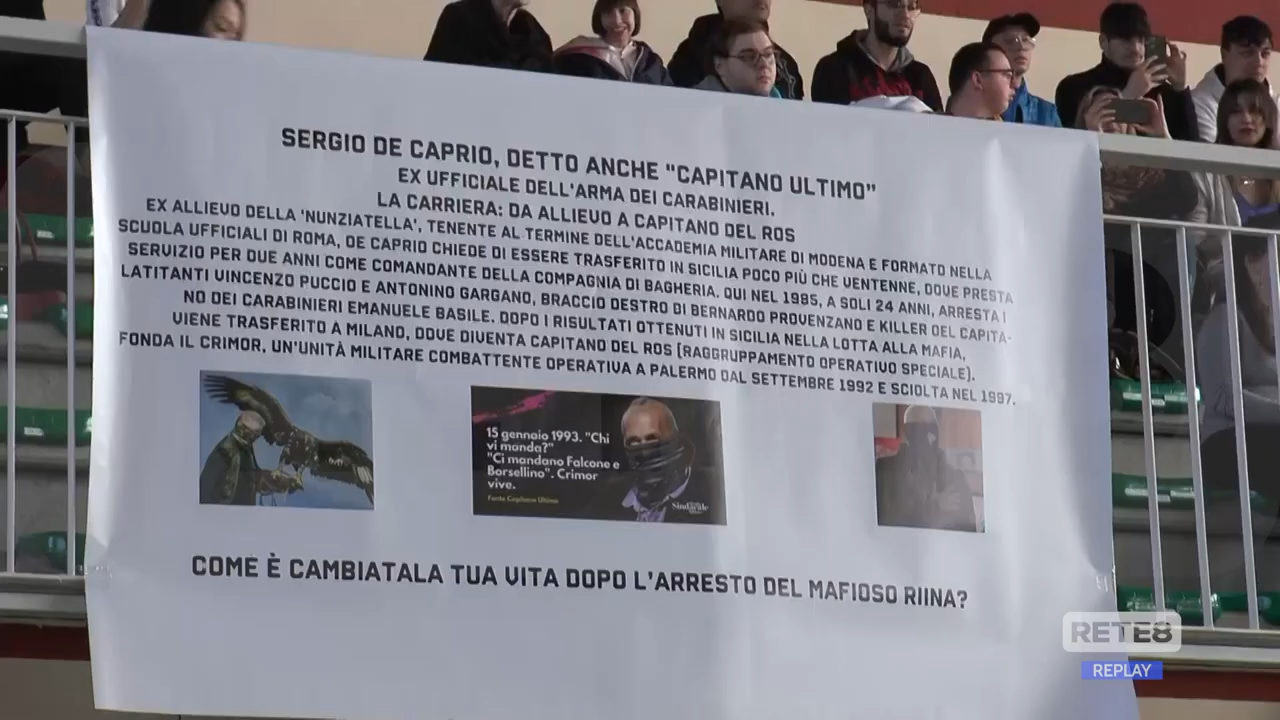 SERGIO DE CAPRIO, DETTO ANCHE "CAPITANO ULTIMO"
EX UFFICIALE DELL'ARMA DEI CARABINIERI.
LA CARRIERA: DA ALLIEVO A CAPITANO DEL ROS
EX ALLIEVO DELLA 'NUNZIATELLA', TENENTE AL TERMINE DELL'ACCADEMIA MILITARE DI MODENA E FORMATO NELLA
SCUOLA UFFICIALI DI ROMA, DE CAPRIO CHIEDE DI ESSERE TRASFERITO IN SICILIA POCO PIÙ CHE VENTENNE, DOVE PRESTA
SERVIZIO PER DUE ANNI COME COMANDANTE DELLA COMPAGNIA DI BAGHERIA. QUI NEL 1985, A SOLI 24 ANNI, ARRESTA I
LATITANTI VINCENZO PUCCIO E ANTONINO GARGANO, BRACCIO DESTRO DI BERNARDO PROVENZANO E KILLER DEL CAPITA-
NO DEI CARABINIERI EMANUELE BASILE. DOPO I RISULTATI OTTENUTI IN SICILIA NELLA LOTTA ALLA MAFIA,
VIENE TRASFERITO A MILANO, DOVE DIVENTA CAPITANO DEL ROS (RAGGRUPPAMENTO OPERATIVO SPECIALE).
FONDA IL CRIMOR, UN'UNITÀ MILITARE COMBATTENTE OPERATIVA A PALERMO DAL SETTEMBRE 1992 E SCIOLTA NEL 1997.
15 gennaio 1993. "Chi
vi manda?"
"Ci mandano Falcone e
Borsellino". Crimor
vive.
Fonte Capitano Ultimo
Sindacale
COME È CAMBIATALA TUA VITA DOPO L'ARRESTO DEL MAFIOSO RIINA?
RETE8
REPLAY